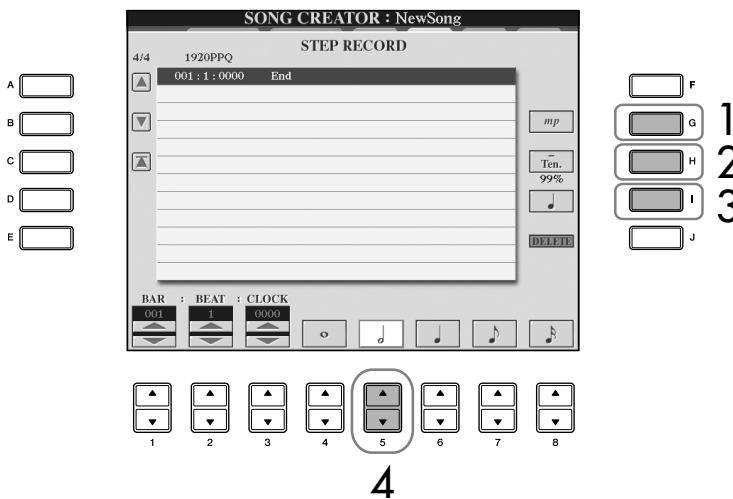 SONG CREATOR : NewSong
STEP RECORD
4/4 1920PPQ
001 : 1 : 0000 End
A
B
C
D
E
mp
Ten.
99%
DELETE
F
G 1
H 2
I 3
J
BAR : BEAT : CLOCK
001 1 0000
1 2 3 4 5 6 7 8
4